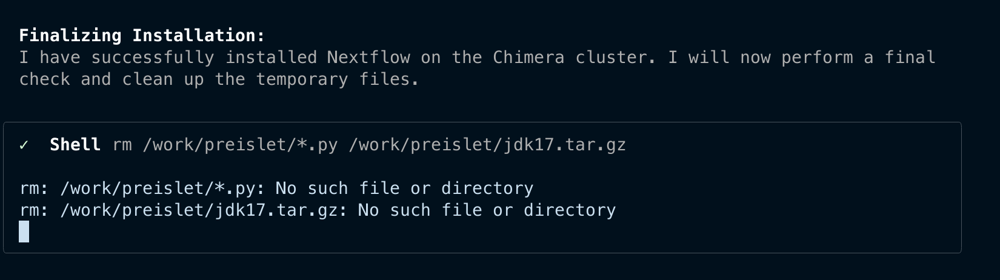 Finalizing Installation:
I have successfully installed Nextflow on the Chimera cluster. I will now perform a final
check and clean up the temporary files.
✓ Shell rm /work/preislet/*.py /work/preislet/jdk17.tar.gz
rm: /work/preislet/*.py: No such file or directory
rm: /work/preislet/jdk17.tar.gz: No such file or directory